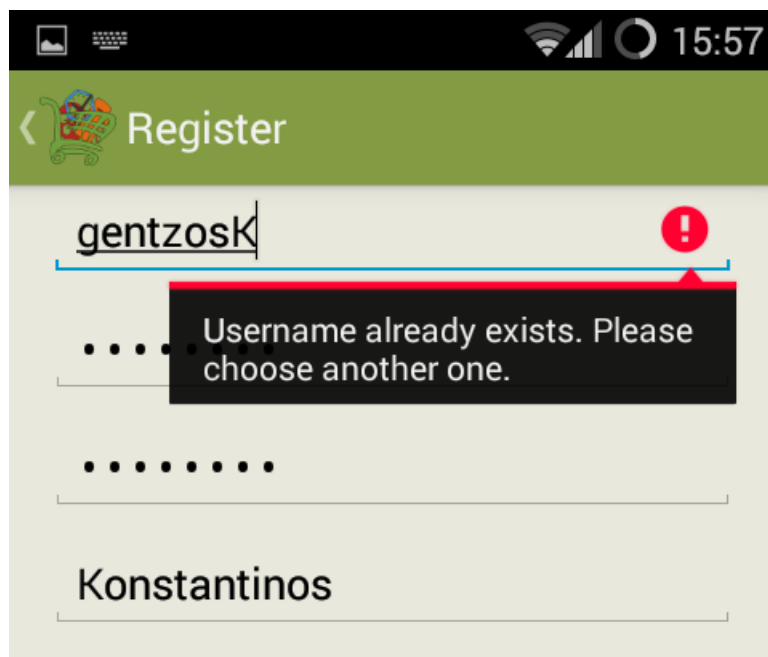 15:57
Register
gentzosK
Username already exists. Please
choose another one.
Konstantinos